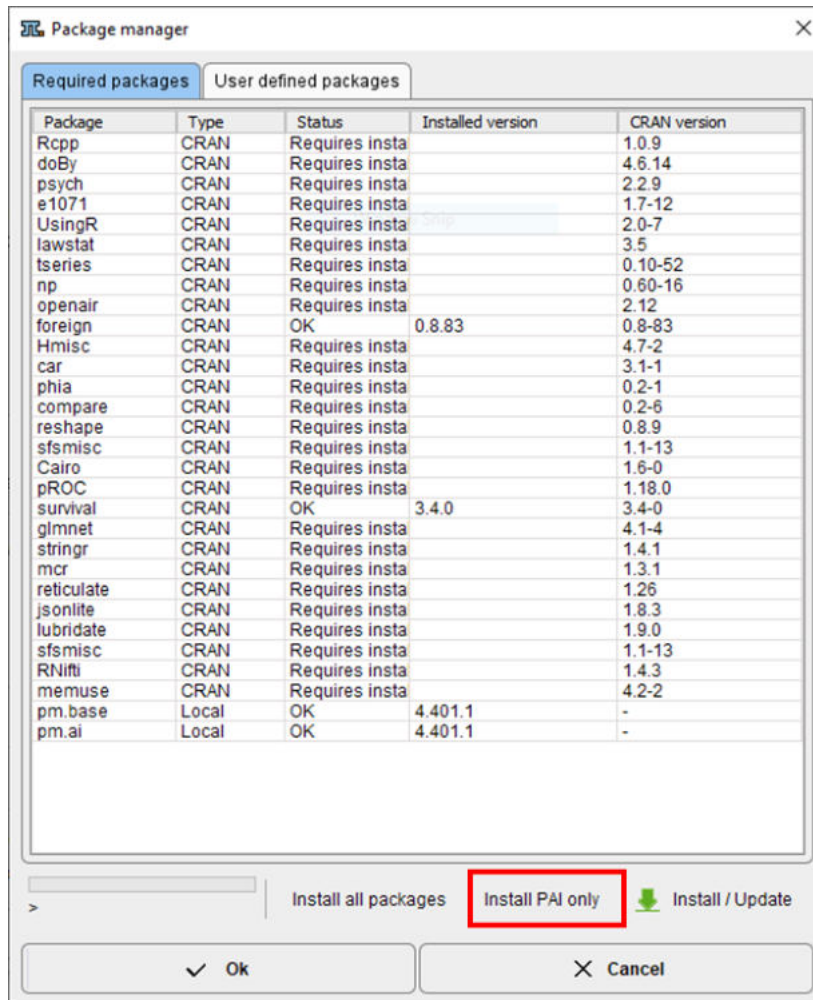 Package manager
Required packages User defined packages
Package Type Status Installed version CRAN version
Rcpp CRAN Requires insta 1.0.9
doBy CRAN Requires insta 4.6.14
psych CRAN Requires insta 2.2.9
e1071 CRAN Requires insta 1.7-12
UsingR CRAN Requires insta Snip 2.0-7
lawstat CRAN Requires insta 3.5
tseries CRAN Requires insta 0.10-52
np CRAN Requires insta 0.60-16
openair CRAN Requires insta 2.12
foreign CRAN OK 0.8.83 0.8-83
Hmisc CRAN Requires insta 4.7-2
car CRAN Requires insta 3.1-1
phia CRAN Requires insta 0.2-1
compare CRAN Requires insta 0.2-6
reshape CRAN Requires insta 0.8.9
sfsmisc CRAN Requires insta 1.1-13
Cairo CRAN Requires insta 1.6-0
pROC CRAN Requires insta 1.18.0
survival CRAN OK 3.4.0 3.4-0
glmnet CRAN Requires insta 4.1-4
stringr CRAN Requires insta 1.4.1
mcr CRAN Requires insta 1.3.1
reticulate CRAN Requires insta 1.26
jsonlite CRAN Requires insta 1.8.3
lubridate CRAN Requires insta 1.9.0
sfsmisc CRAN Requires insta 1.1-13
RNifti CRAN Requires insta 1.4.3
memuse CRAN Requires insta 4.2-2
pm.base Local OK 4.401.1 -
pm.ai Local OK 4.401.1 -
> Install all packages Install PAI only Install / Update
Ok Cancel